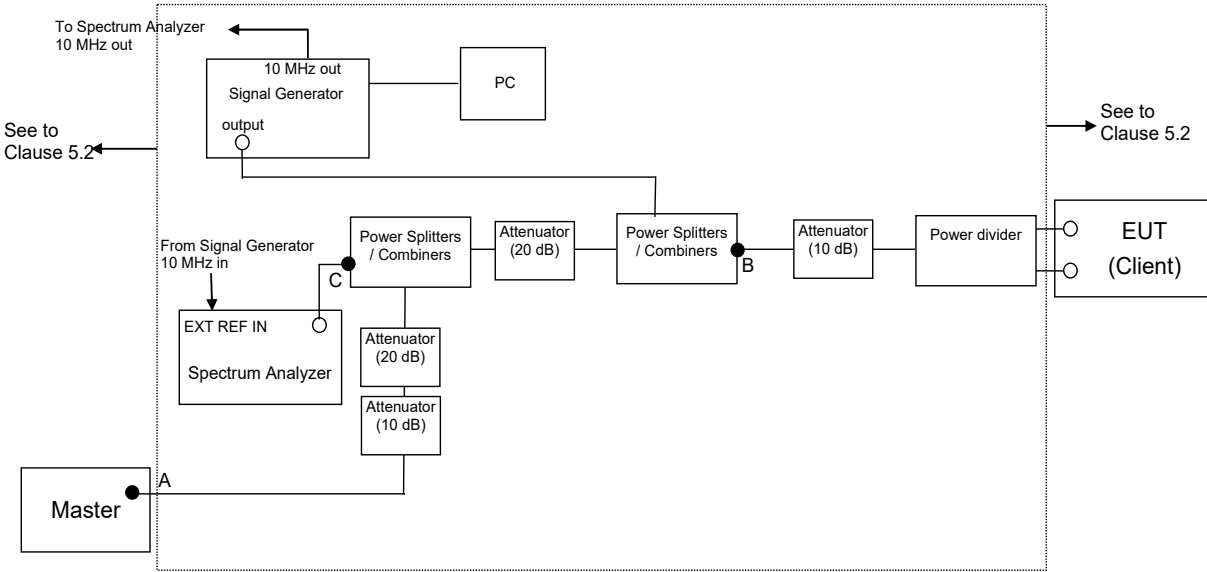 To Spectrum Analyzer
10 MHz out
10 MHz out
Signal Generator
output
PC
See to
Clause 5.2
See to
Clause 5.2
From Signal Generator
10 MHz in
C
Power Splitters
/ Combiners
Attenuator
(20 dB)
Power Splitters
/ Combiners
B
Attenuator
(10 dB)
Power divider
EUT
(Client)
EXT REF IN
Spectrum Analyzer
Attenuator
(20 dB)
Attenuator
(10 dB)
A
Master